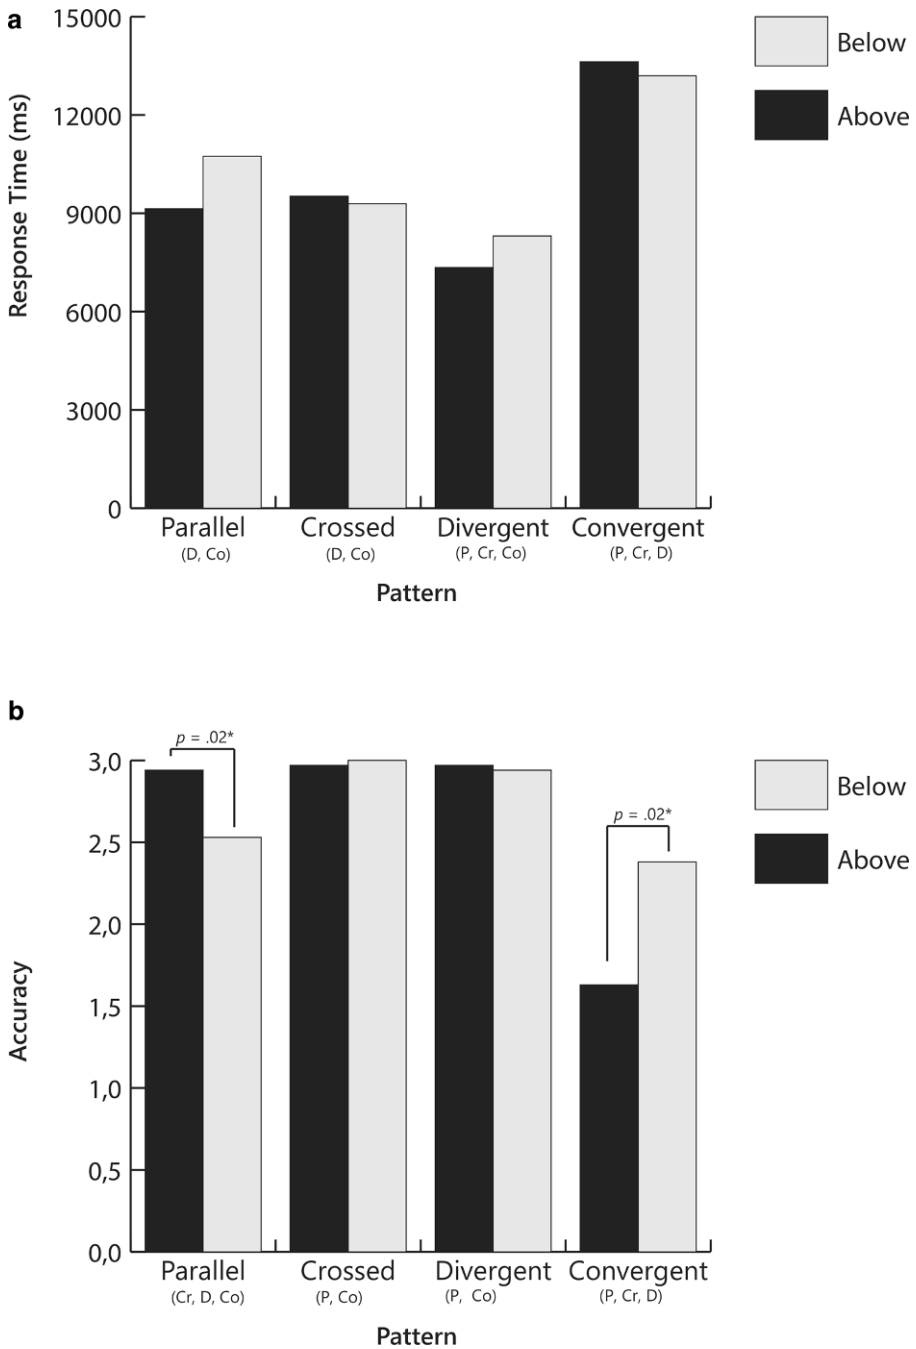 a
15000
12000
9000
6000
3000
0
Response Time (ms)
Below
Above
Parallel Crossed Divergent Convergent
(D, Co) (D, Co) (P, Cr, Co) (P, Cr, D)
Pattern
b
p = .02*
p = .02*
3,0
2,5
2,0
1,5
1,0
0,5
0,0
Accuracy
Below
Above
Parallel Crossed Divergent Convergent
(Cr, D, Co) (P, Co) (P, Co) (P, Cr, D)
Pattern